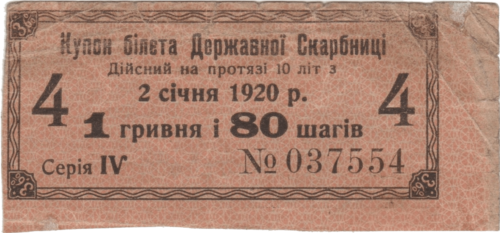 Купон білета Державної Скарбниці
Дійсний на протязі 10 літ з
4 2 січня 1920 р. 4
1 гривня і 80 шагів
Серія IV № 037554